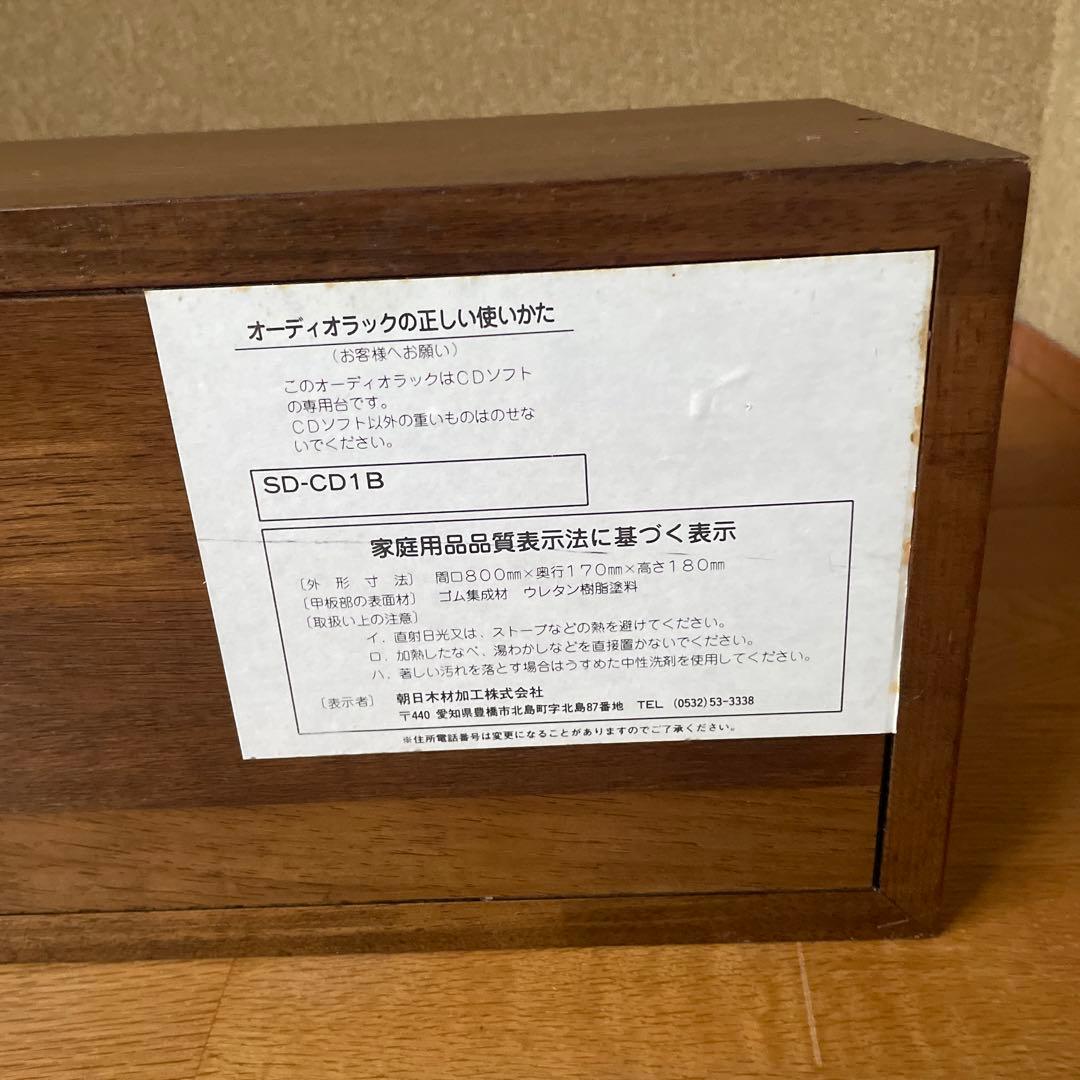 オーディオラックの正しい使いかた
（お客様へお願い）
このオーディオラックはCDソフト
の専用台です。
CDソフト以外の重いものはのせな
いでください。
SD-CD1B
家庭用品品質表示法に基づく表示
〔外形寸法〕 間口800㎜×奥行170㎜×高さ180㎜
〔甲板部の表面材〕 ゴム集成材 ウレタン樹脂塗料
〔取扱い上の注意〕
イ．直射日光又は、ストーブなどの熱を避けてください。
ロ．加熱したなべ、湯わかしなどを直接置かないでください。
ハ．著しい汚れを落とす場合はうすめた中性洗剤を使用してください。
〔表示者〕 朝日木材加工株式会社
〒440 愛知県豊橋市北島町字北島87番地 TEL (0532)53-3338
※住所電話番号は変更になることがありますのでご了承ください。